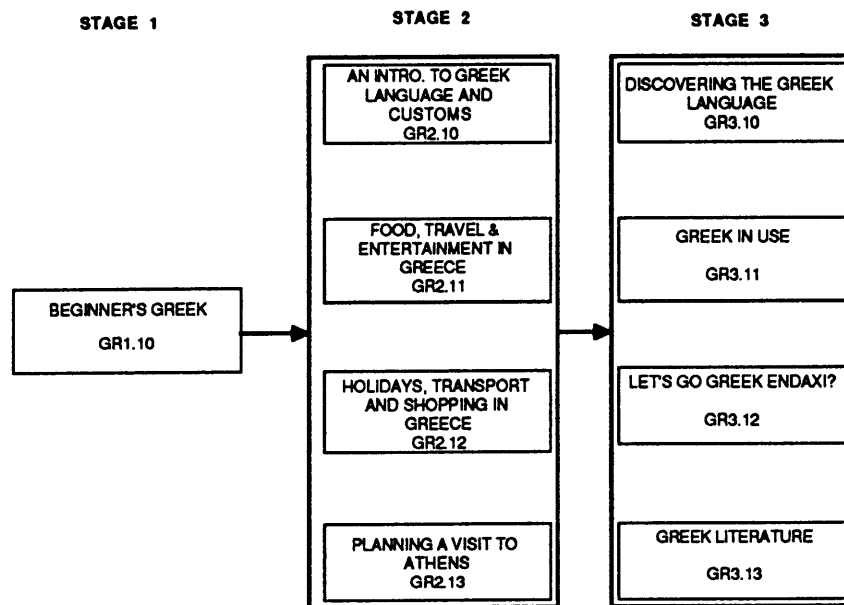 STAGE 1
STAGE 2
STAGE 3
BEGINNER'S GREEK
GR1.10
AN INTRO. TO GREEK
LANGUAGE AND
CUSTOMS
GR2.10
FOOD, TRAVEL &
ENTERTAINMENT IN
GREECE
GR2.11
HOLIDAYS, TRANSPORT
AND SHOPPING IN
GREECE
GR2.12
PLANNING A VISIT TO
ATHENS
GR2.13
DISCOVERING THE GREEK
LANGUAGE
GR3.10
GREEK IN USE
GR3.11
LET'S GO GREEK ENDAXI?
GR3.12
GREEK LITERATURE
GR3.13